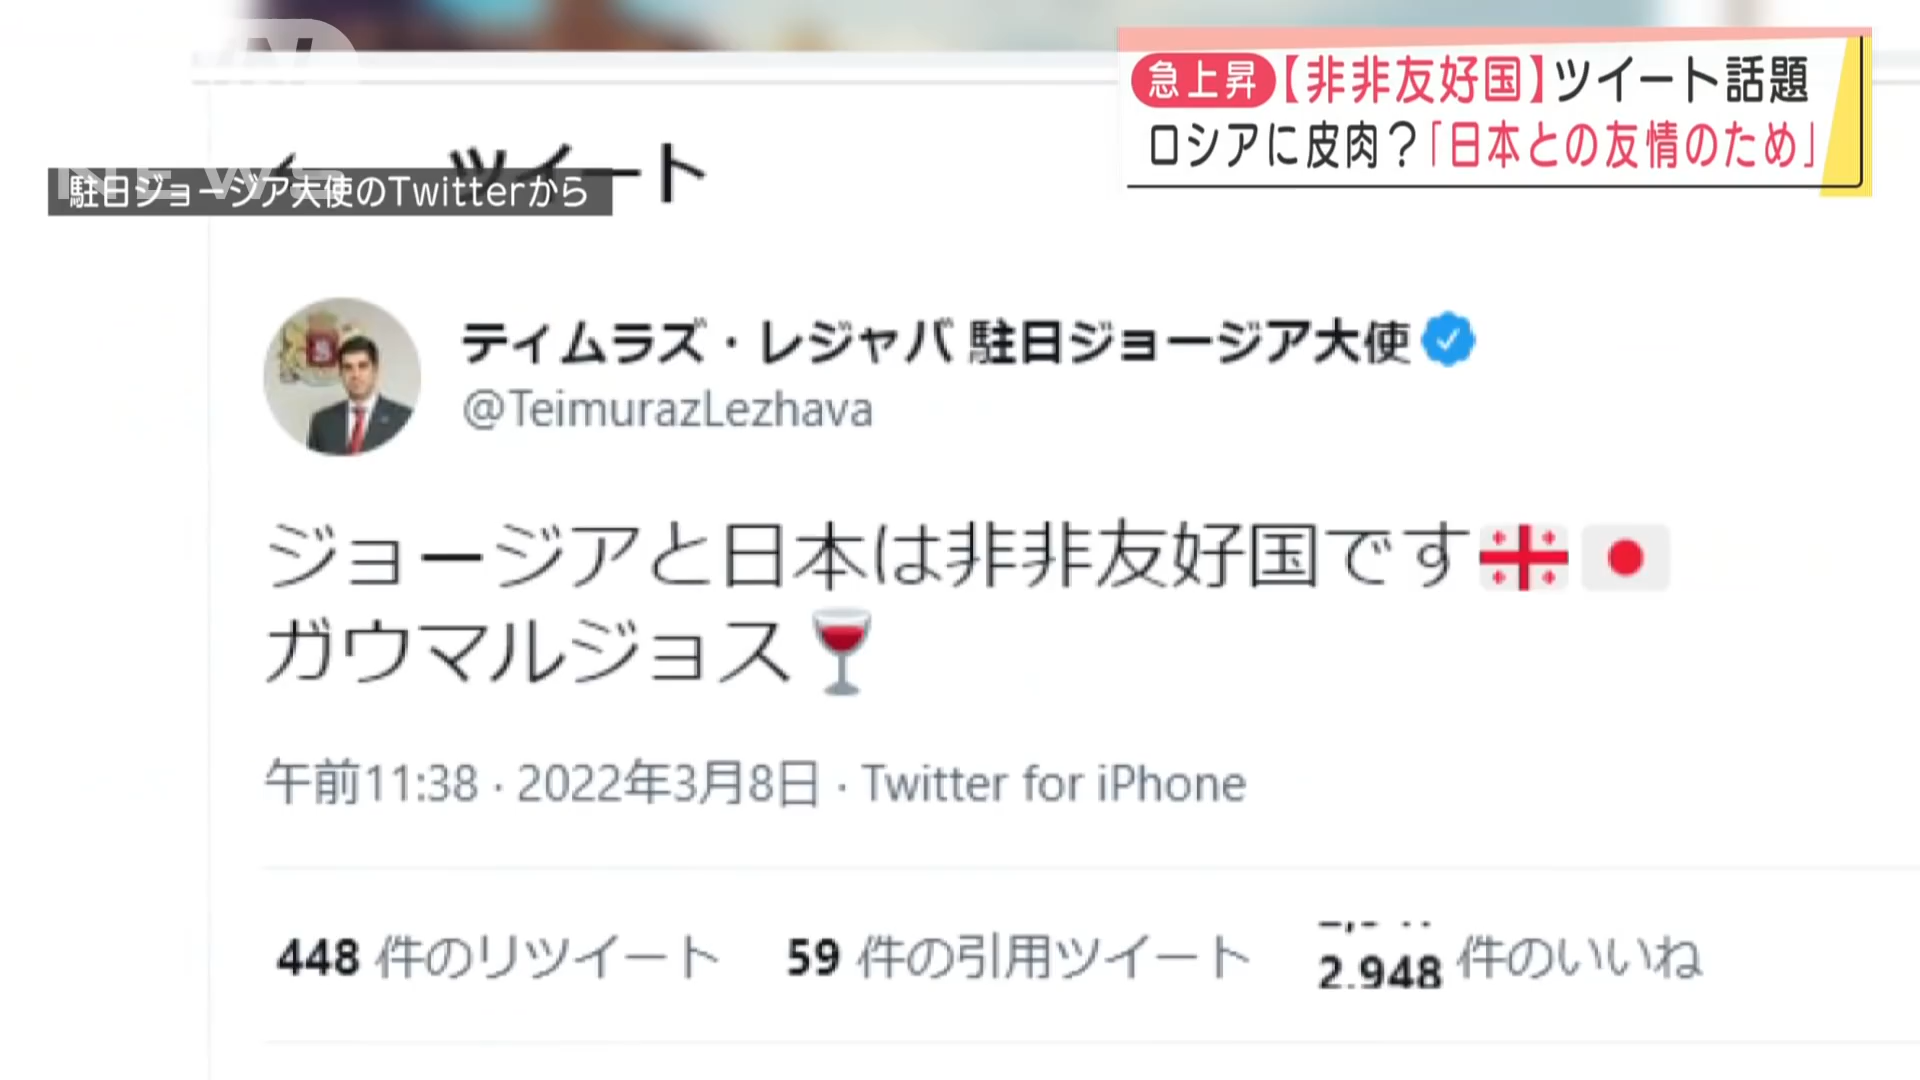 急上昇【非非友好国】ツイート話題
ロシアに皮肉?「日本との友情のため」
ツイート
NEWS
駐日ジョージア大使のTwitterから
ティムラズ・レジャバ 駐日ジョージア大使
@TeimurazLezhava
ジョージアと日本は非非友好国です
ガウマルジョス
午前11:38 · 2022年3月8日 · Twitter for iPhone
448 件のリツイート 59 件の引用ツイート 2,948 件のいいね